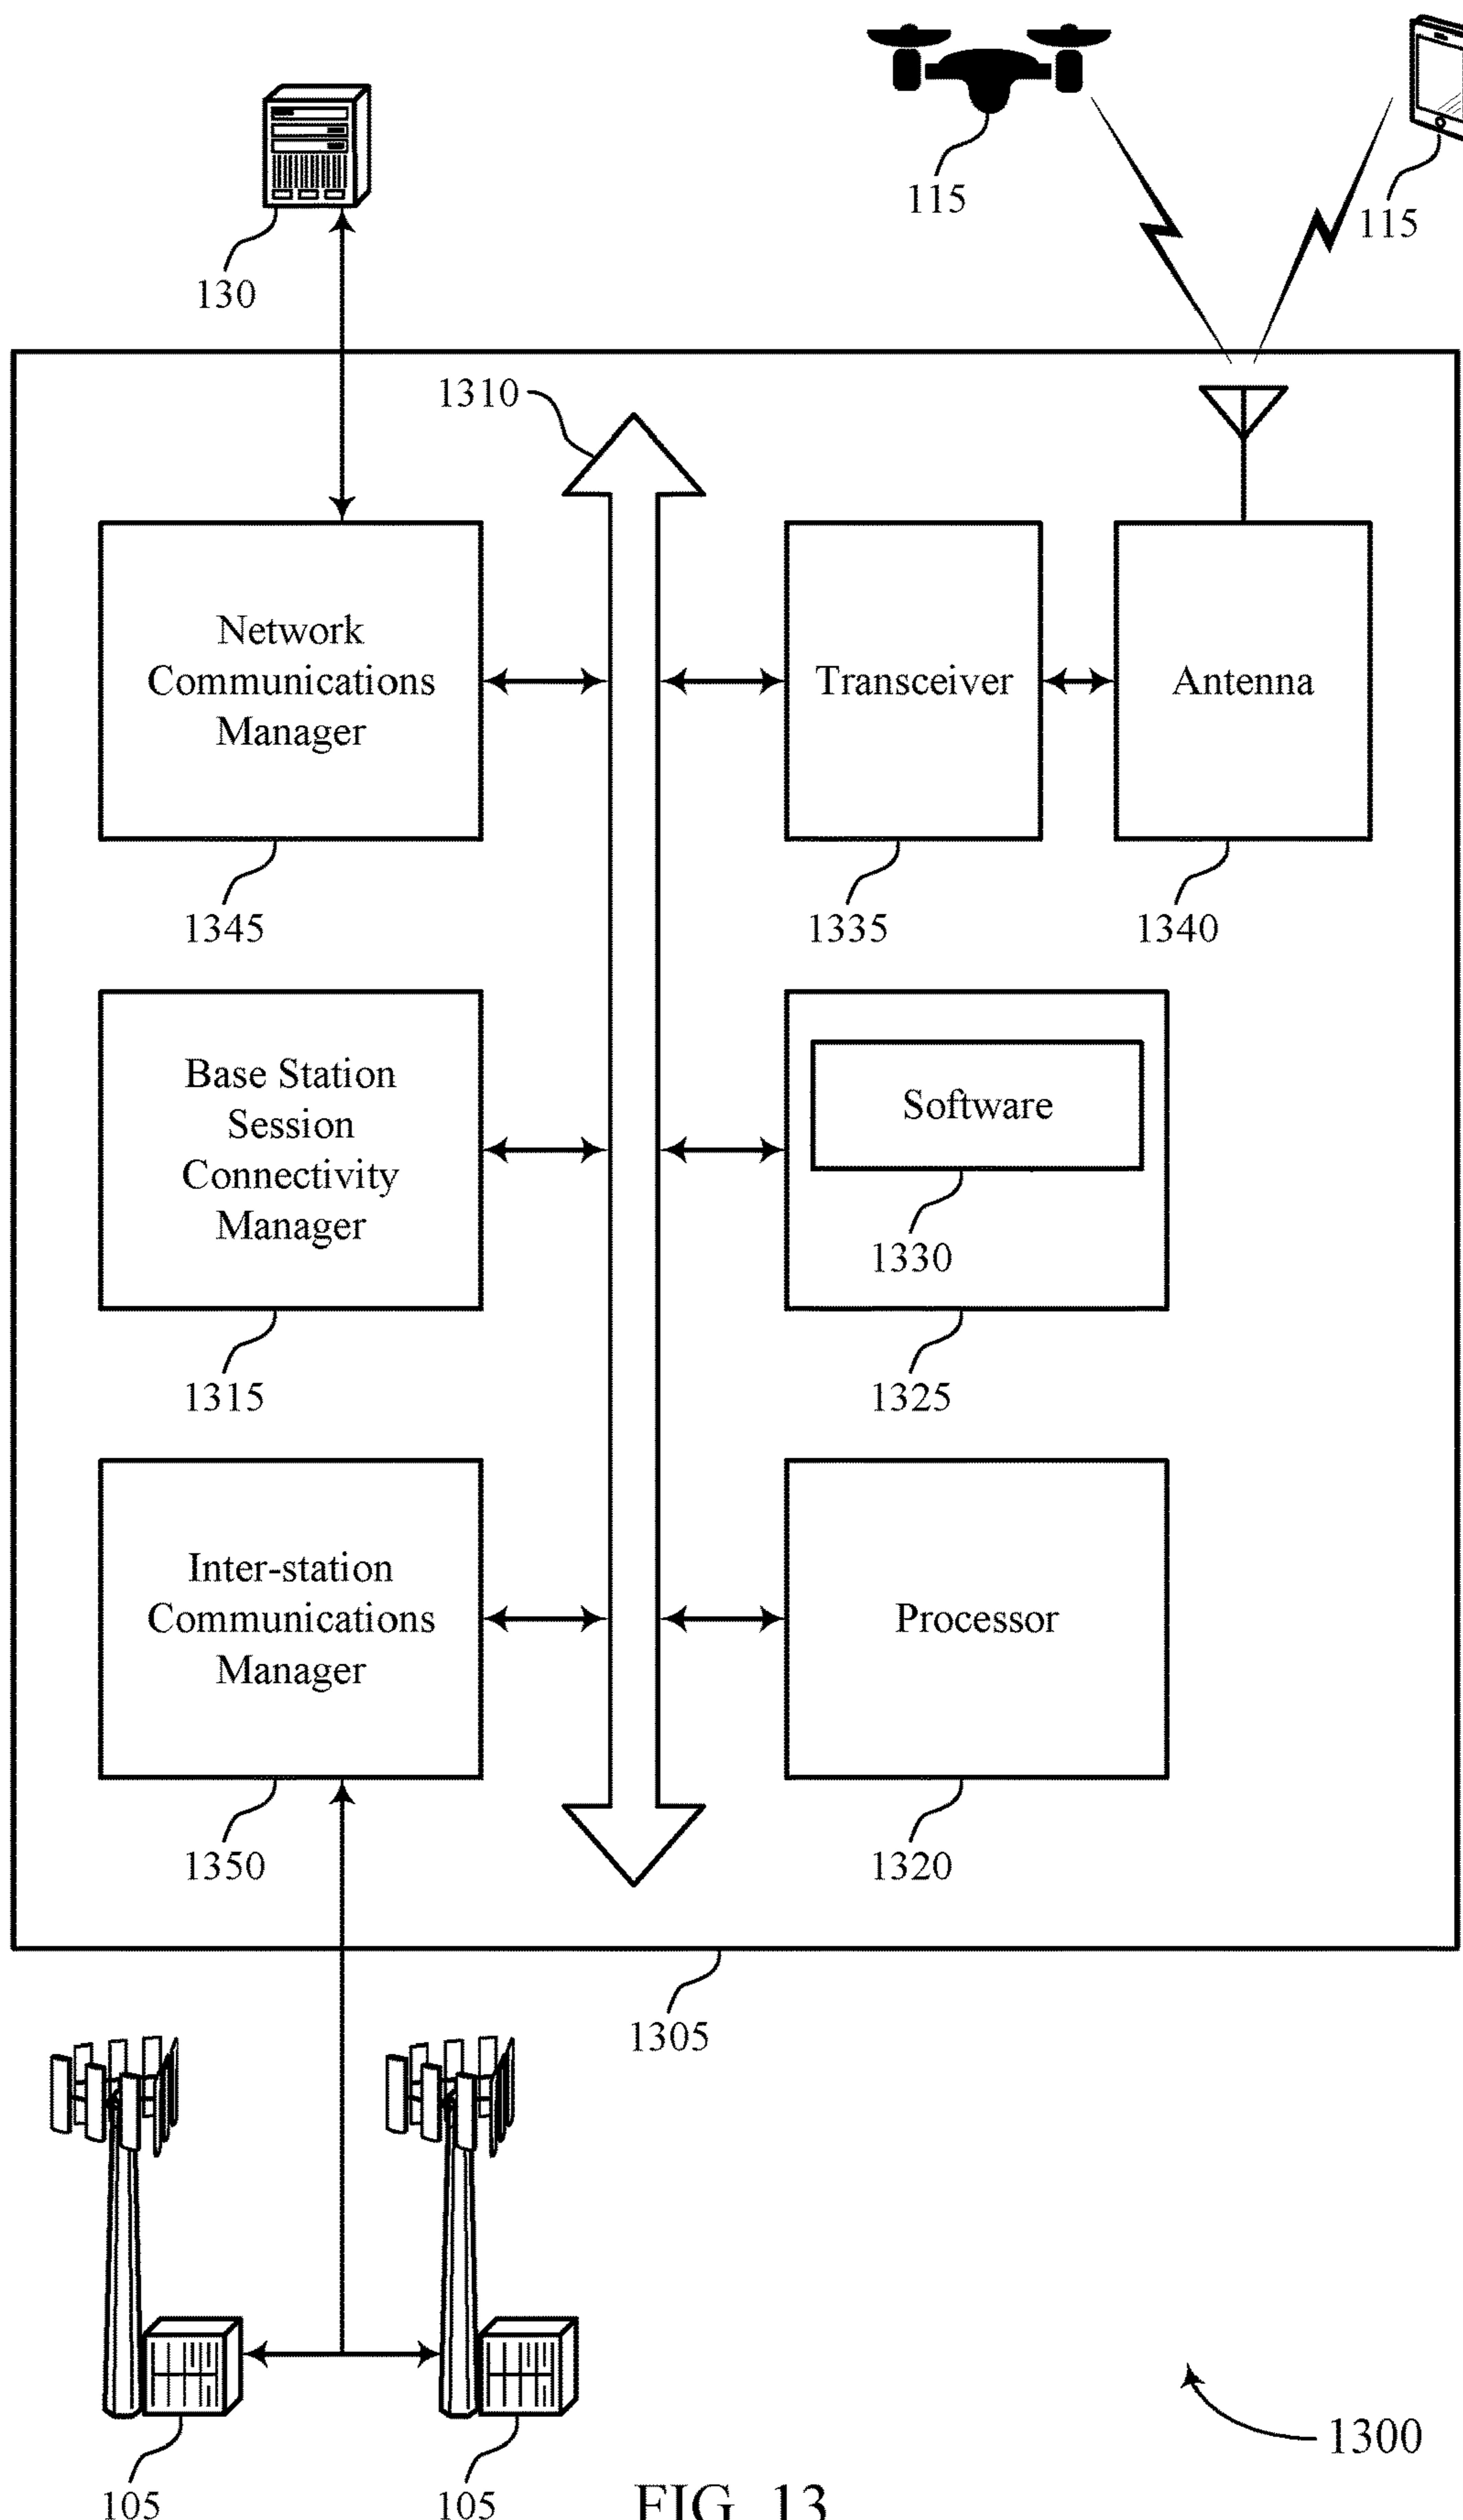 115
115
130
1310
Network
Communications
Manager
Transceiver
Antenna
1345
1335
1340
Base Station
Session
Connectivity
Manager
Software
1330
1315
1325
Inter-station
Communications
Manager
Processor
1350
1320
1305
1300
105
105
FIG. 13